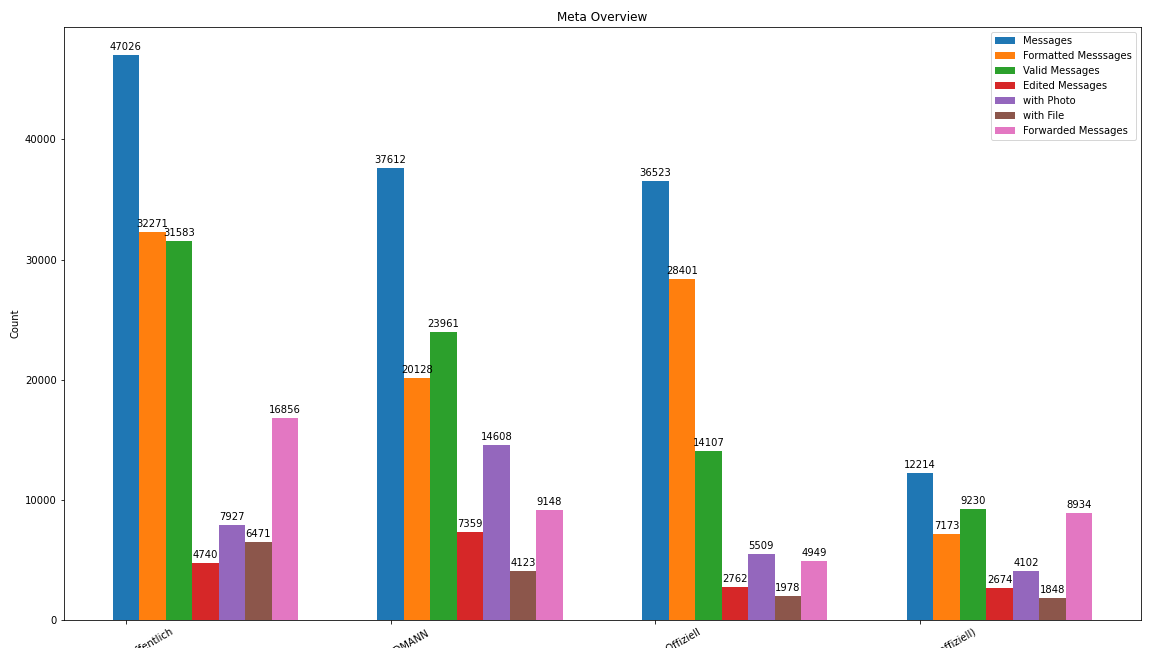 Meta Overview
Messages
Formatted Messsages
Valid Messages
Edited Messages
with Photo
with File
Forwarded Messages
Count
40000
30000
20000
10000
0
47026
32271
31583
4740
7927
6471
16856
37612
20128
23961
7359
14608
4123
9148
36523
28401
14107
2762
5509
1978
4949
12214
7173
9230
2674
4102
1848
8934
ffentlich
DMANN
Offiziell
offiziell)